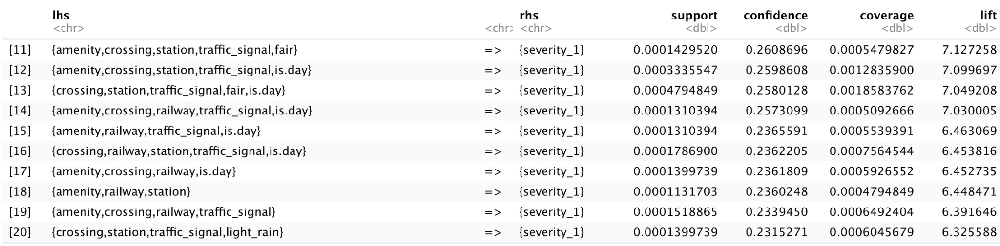 lhs rhs support confidence coverage lift
<chr> <chr> <chr> <dbl> <dbl> <dbl> <dbl>
[11] {amenity,crossing,station,traffic_signal,fair} => {severity_1} 0.0001429520 0.2608696 0.0005479827 7.127258
[12] {amenity,crossing,station,traffic_signal,is.day} => {severity_1} 0.0003335547 0.2598608 0.0012835900 7.099697
[13] {crossing,station,traffic_signal,fair,is.day} => {severity_1} 0.0004794849 0.2580128 0.0018583762 7.049208
[14] {amenity,crossing,railway,traffic_signal,is.day} => {severity_1} 0.0001310394 0.2573099 0.0005092666 7.030005
[15] {amenity,railway,traffic_signal,is.day} => {severity_1} 0.0001310394 0.2365591 0.0005539391 6.463069
[16] {crossing,railway,station,traffic_signal,is.day} => {severity_1} 0.0001786900 0.2362205 0.0007564544 6.453816
[17] {amenity,crossing,railway,is.day} => {severity_1} 0.0001399739 0.2361809 0.0005926552 6.452735
[18] {amenity,railway,station} => {severity_1} 0.0001131703 0.2360248 0.0004794849 6.448471
[19] {amenity,crossing,railway,traffic_signal} => {severity_1} 0.0001518865 0.2339450 0.0006492404 6.391646
[20] {crossing,station,traffic_signal,light_rain} => {severity_1} 0.0001399739 0.2315271 0.0006045679 6.325588